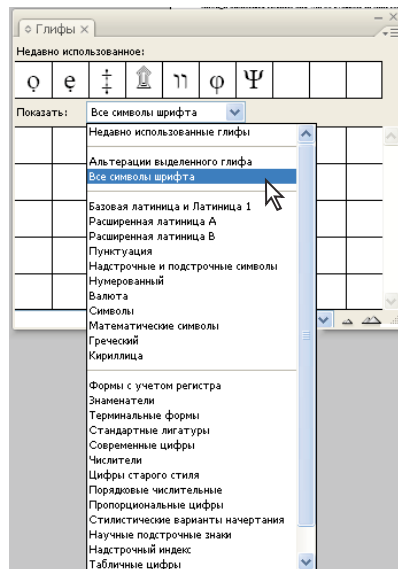 Глифы
Недавно использованное:
ọ ẹ ‡ װ φ Ψ
Показать: Все символы шрифта
Недавно использованные глифы
Альтерации выделенного глифа
Все символы шрифта
Базовая латиница и Латиница 1
Расширенная латиница A
Расширенная латиница B
Пунктуация
Надстрочные и подстрочные символы
Нумерованный
Валюта
Символы
Математические символы
Греческий
Кириллица
Формы с учетом регистра
Знаменатели
Терминальные формы
Стандартные лигатуры
Современные цифры
Числители
Цифры старого стиля
Порядковые числительные
Пропорциональные цифры
Стилистические варианты начертания
Научные подстрочные знаки
Надстрочный индекс
Табличные цифры